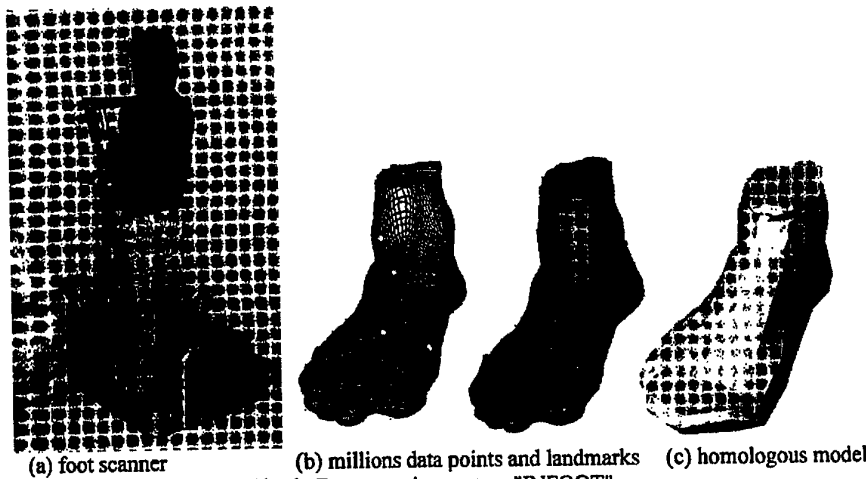 (a) foot scanner
(b) millions data points and landmarks
(c) homologous model